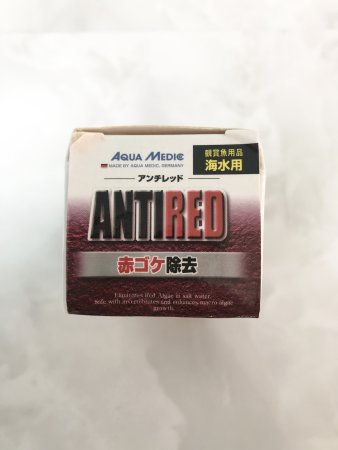 AQUA MEDIC
MADE BY AQUA MEDIC, GERMANY
観賞魚用品
海水用
アンチレッド
ANTIRED
赤ゴケ除去
Eliminates Red Algae in salt water.
Safe with invertebrates and enhances macro algae
growth.